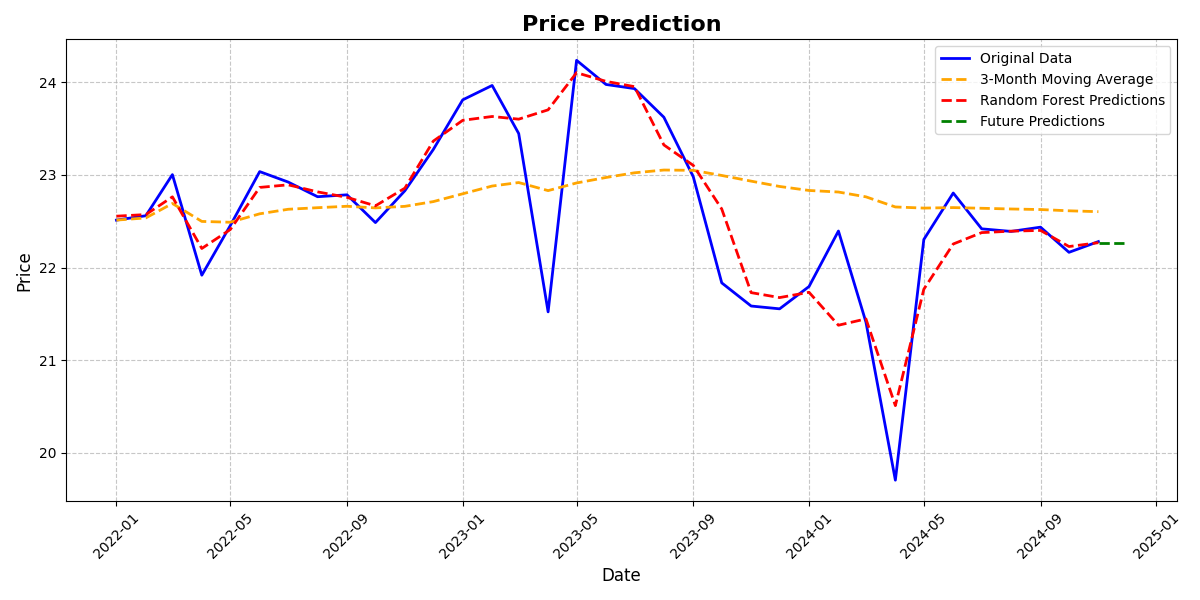 Price Prediction
Original Data
3-Month Moving Average
Random Forest Predictions
Future Predictions
Price
24
23
22
21
20
2022-01
2022-05
2022-09
2023-01
2023-05
2023-09
2024-01
2024-05
2024-09
2025-01
Date